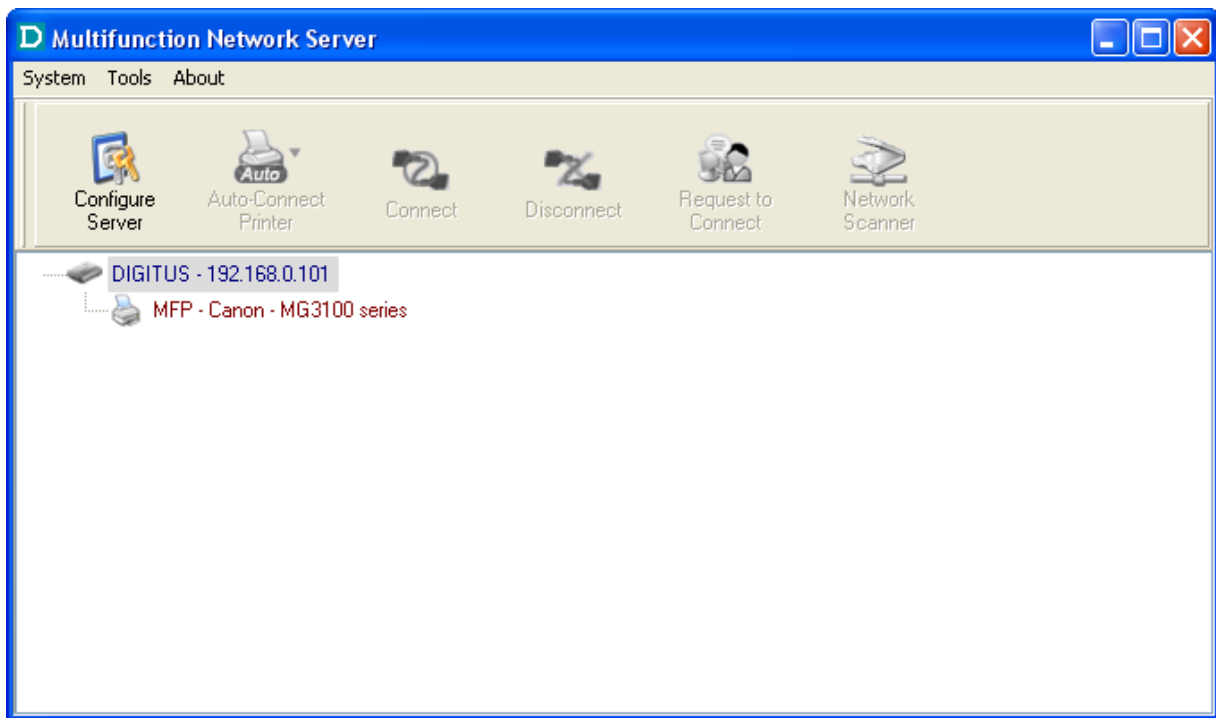 D Multifunction Network Server
System Tools About
Auto
Configure Server
Auto-Connect Printer
Connect
Disconnect
Request to Connect
Network Scanner
DIGITUS - 192.168.0.101
MFP - Canon - MG3100 series